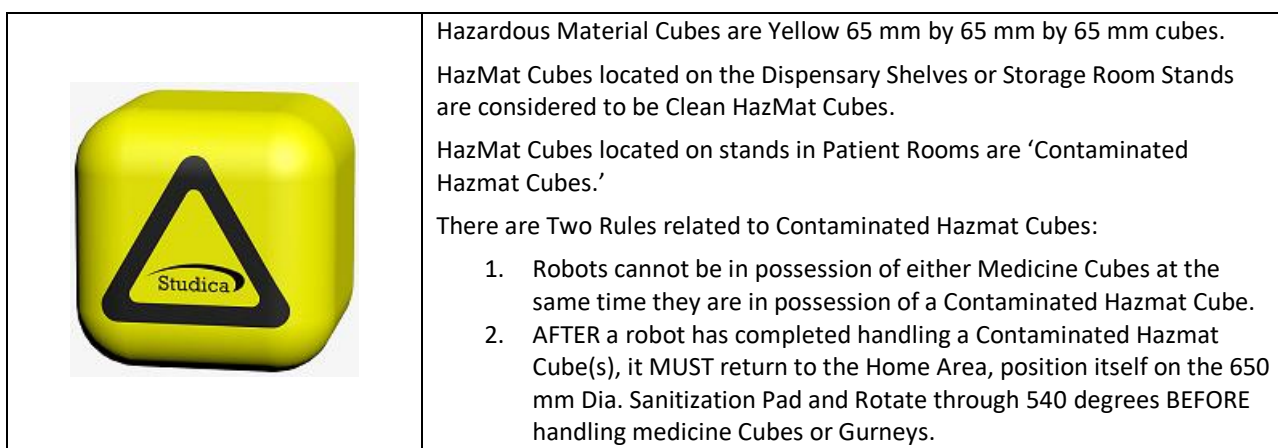 Studica
Hazardous Material Cubes are Yellow 65 mm by 65 mm by 65 mm cubes.
HazMat Cubes located on the Dispensary Shelves or Storage Room Stands
are considered to be Clean HazMat Cubes.
HazMat Cubes located on stands in Patient Rooms are ‘Contaminated
Hazmat Cubes.’
There are Two Rules related to Contaminated Hazmat Cubes:
1. Robots cannot be in possession of either Medicine Cubes at the
same time they are in possession of a Contaminated Hazmat Cube.
2. AFTER a robot has completed handling a Contaminated Hazmat
Cube(s), it MUST return to the Home Area, position itself on the 650
mm Dia. Sanitization Pad and Rotate through 540 degrees BEFORE
handling medicine Cubes or Gurneys.